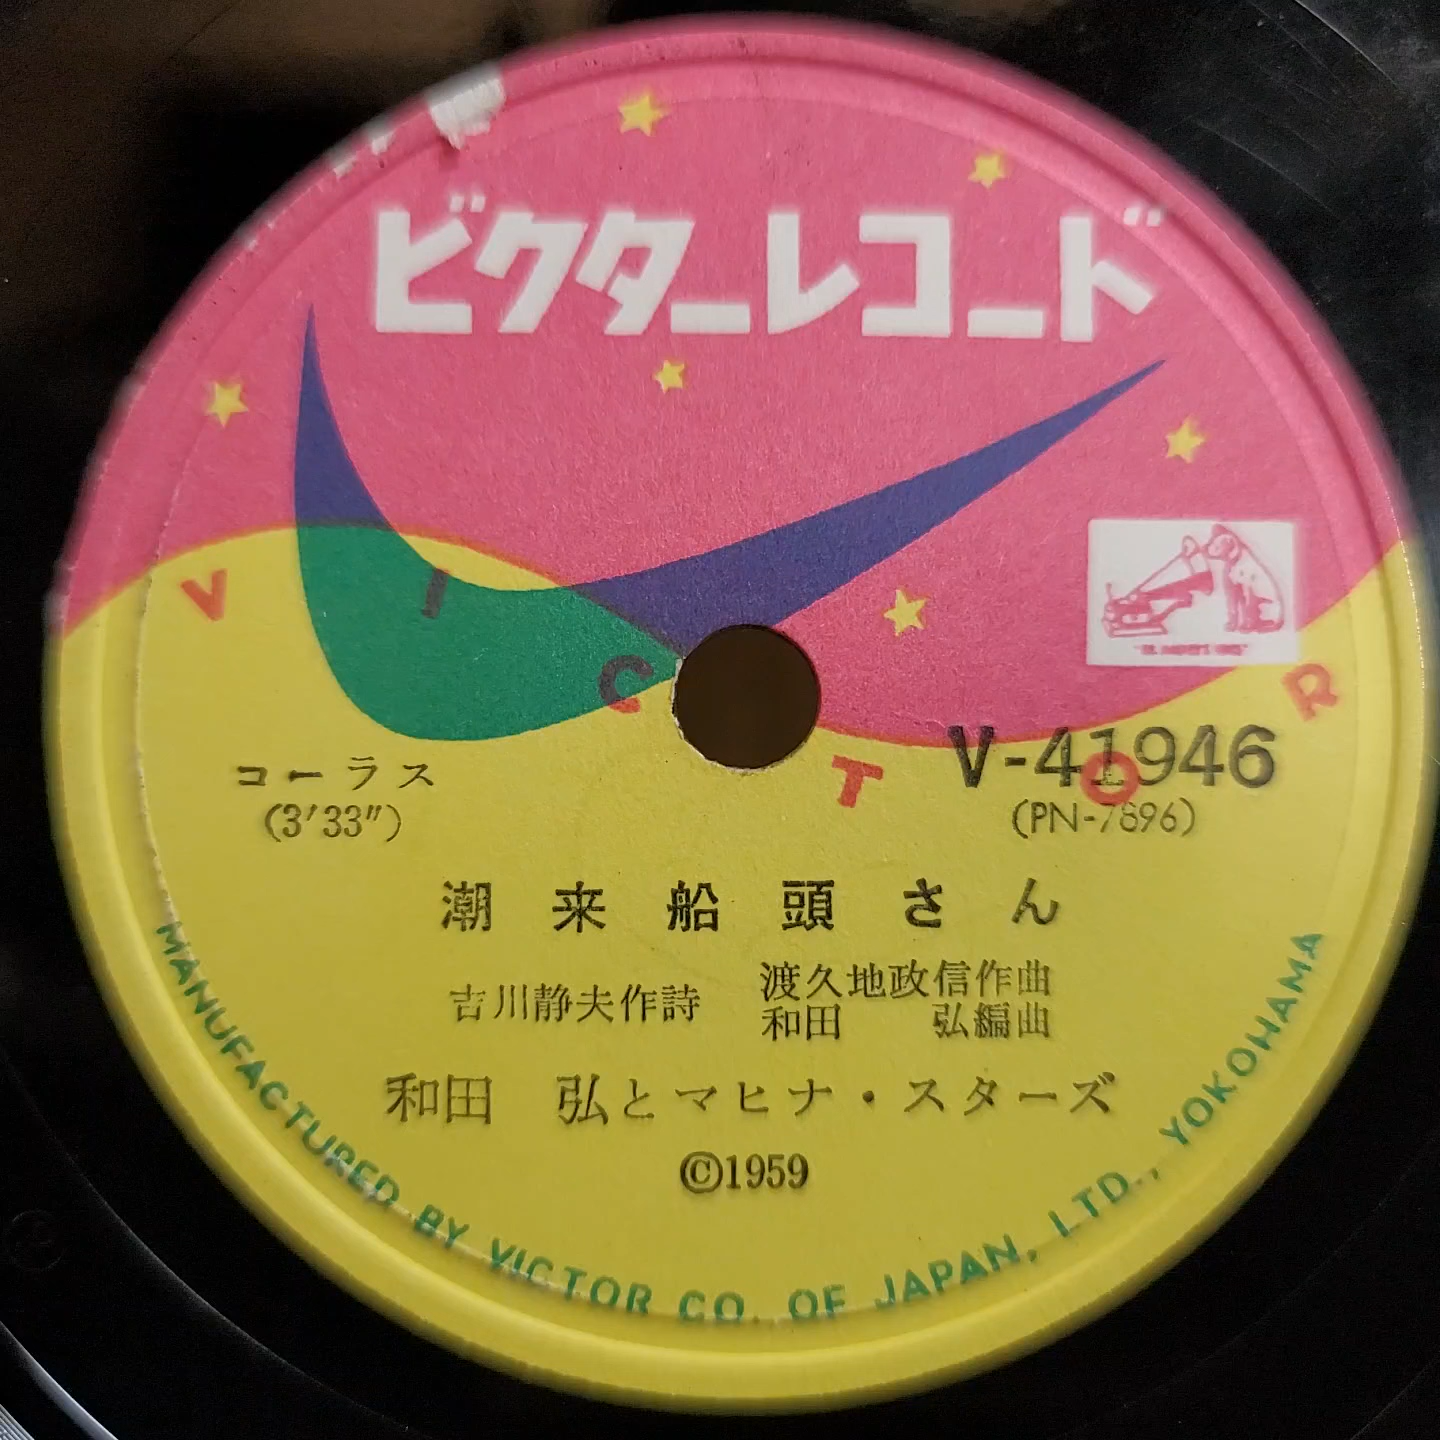 ビクターレコード
VICTOR
コーラス
(3′33″)
V-41946
(PN-7896)
潮来船頭さん
吉川静夫作詩
渡久地政信作曲
和田 弘編曲
和田 弘とマヒナ・スターズ
©1959
MANUFACTURED BY VICTOR CO. OF JAPAN, LTD., YOKOHAMA